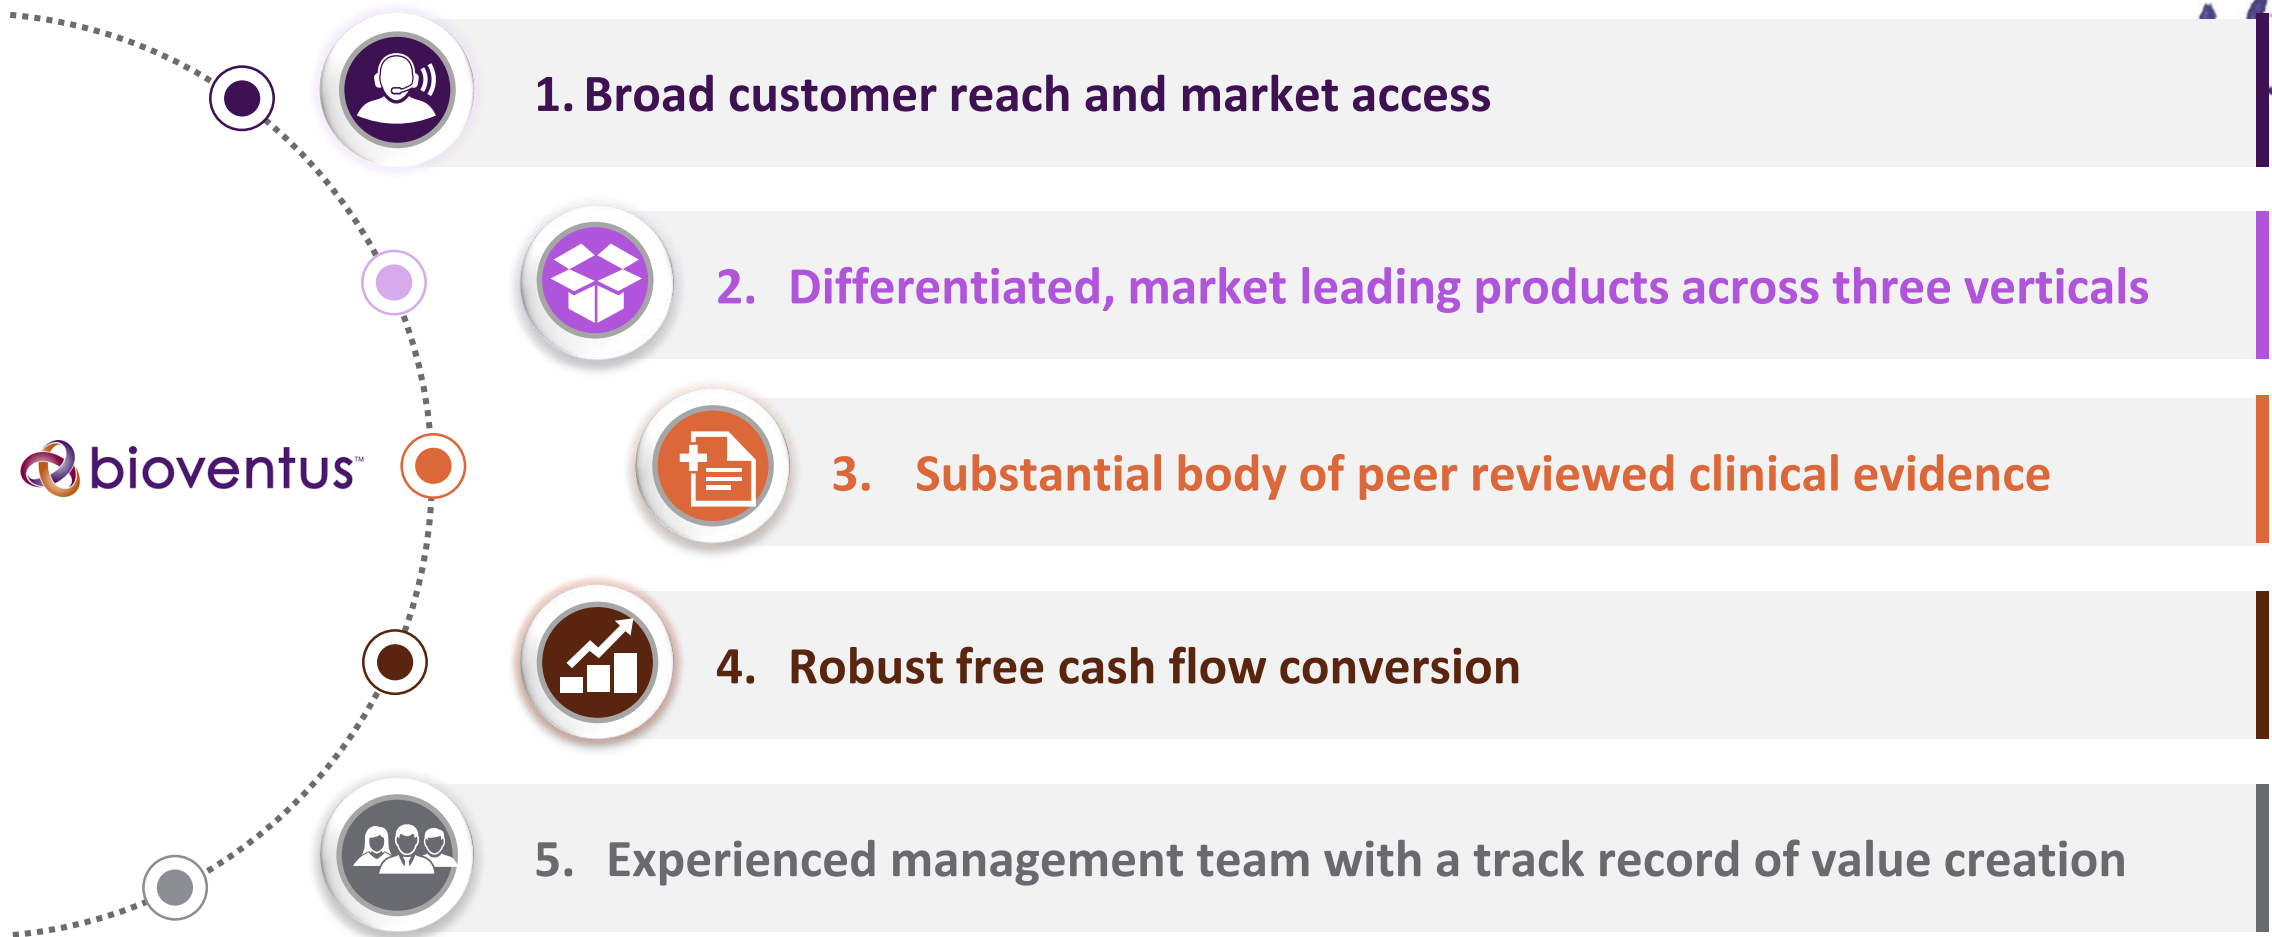 1. Broad customer reach and market access
2. Differentiated, market leading products across three verticals
bioventus™
3. Substantial body of peer reviewed clinical evidence
4. Robust free cash flow conversion
5. Experienced management team with a track record of value creation